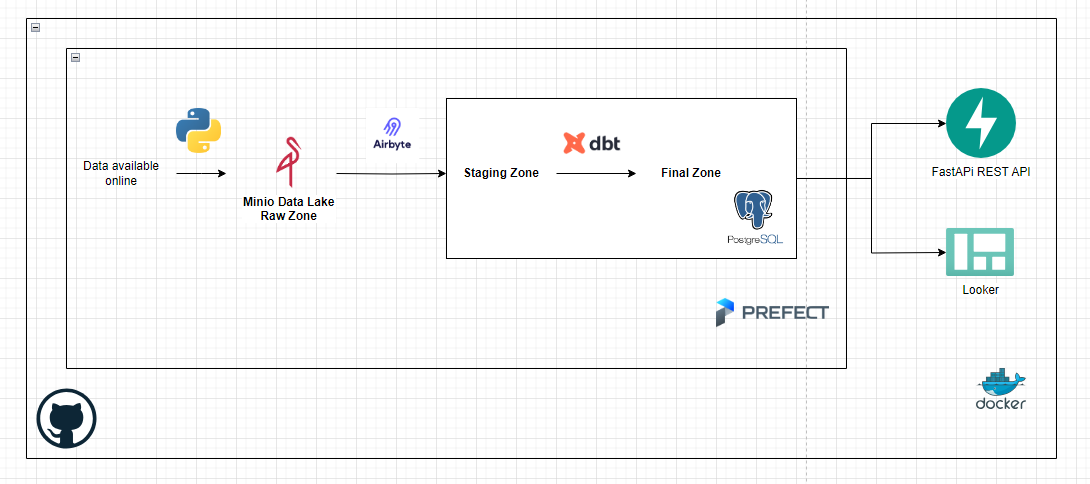 Data available
online
Minio Data Lake
Raw Zone
Airbyte
Staging Zone
dbt
Final Zone
PostgreSQL
PREFECT
FastAPi REST API
Looker
docker